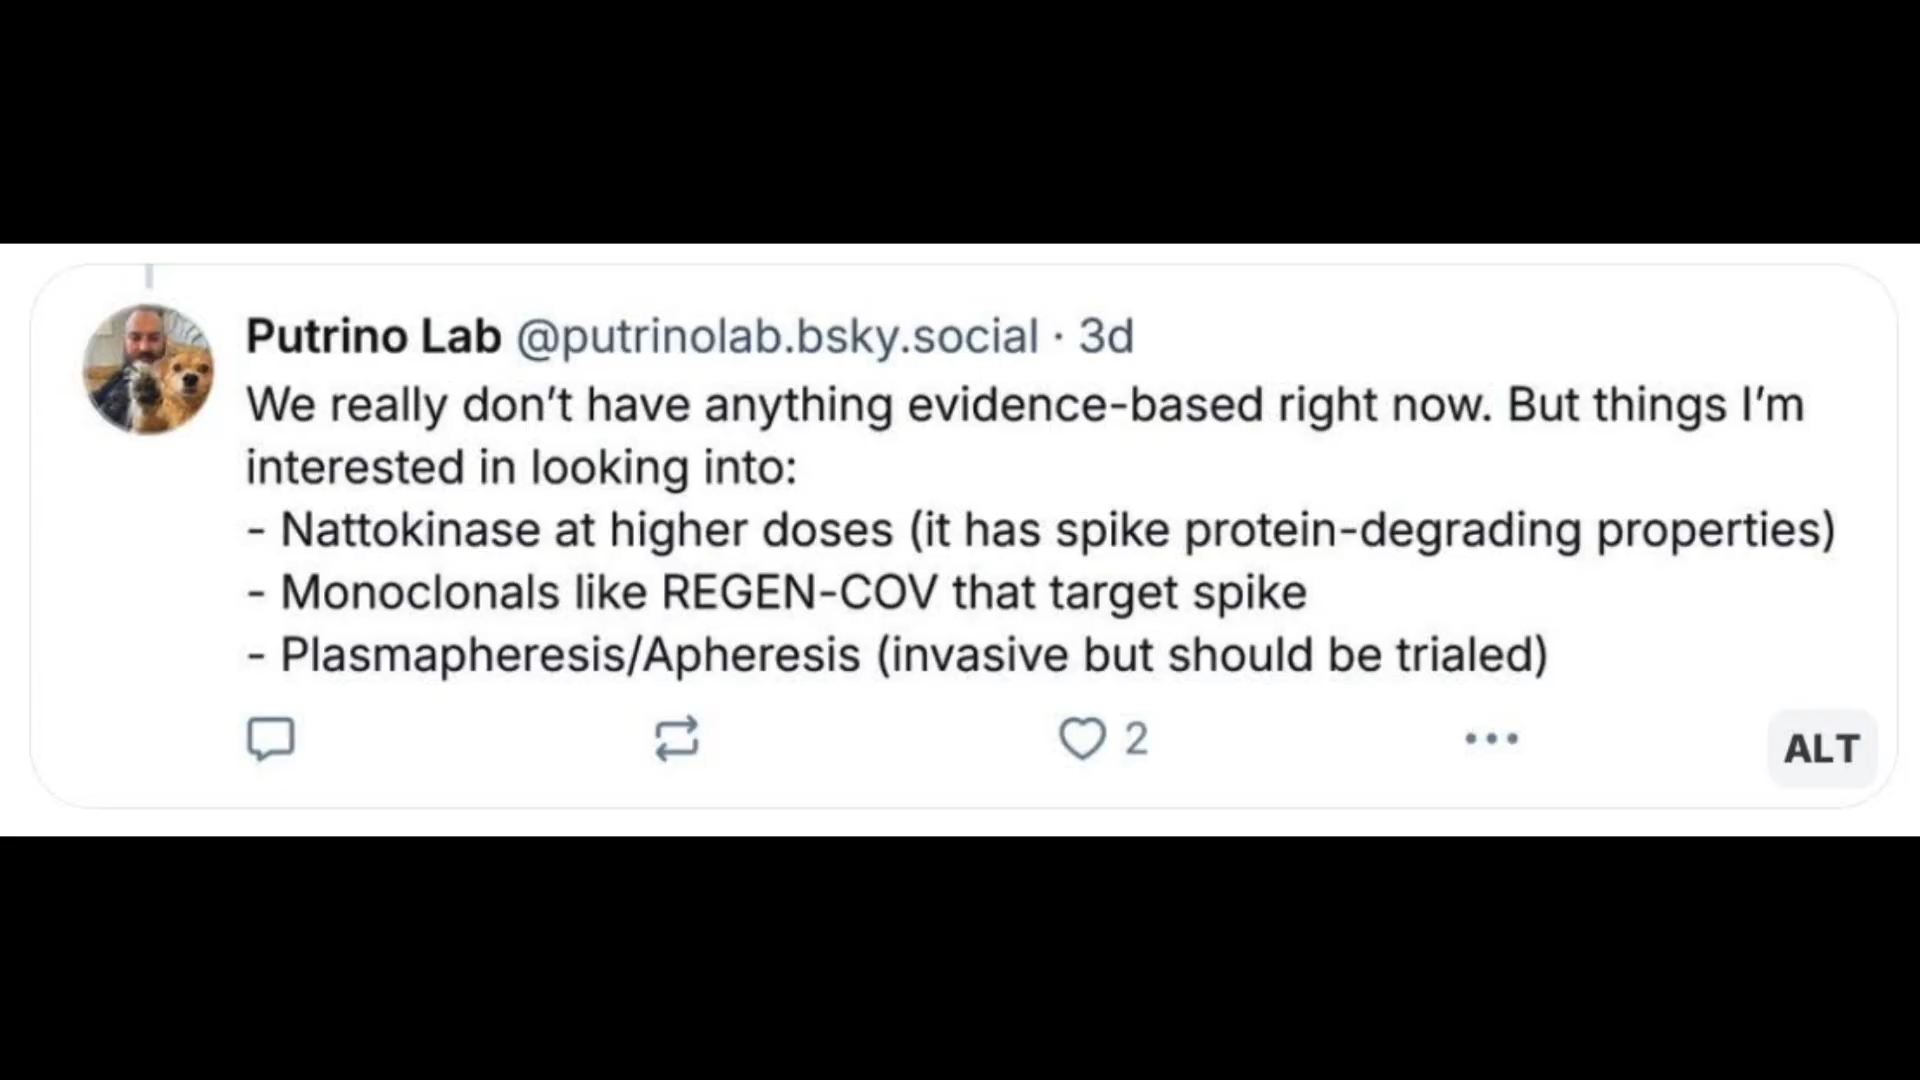 Putrino Lab @putrinolab.bsky.social · 3d
We really don’t have anything evidence-based right now. But things I’m
interested in looking into:
- Nattokinase at higher doses (it has spike protein-degrading properties)
- Monoclonals like REGEN-COV that target spike
- Plasmapheresis/Apheresis (invasive but should be trialed)
2
ALT